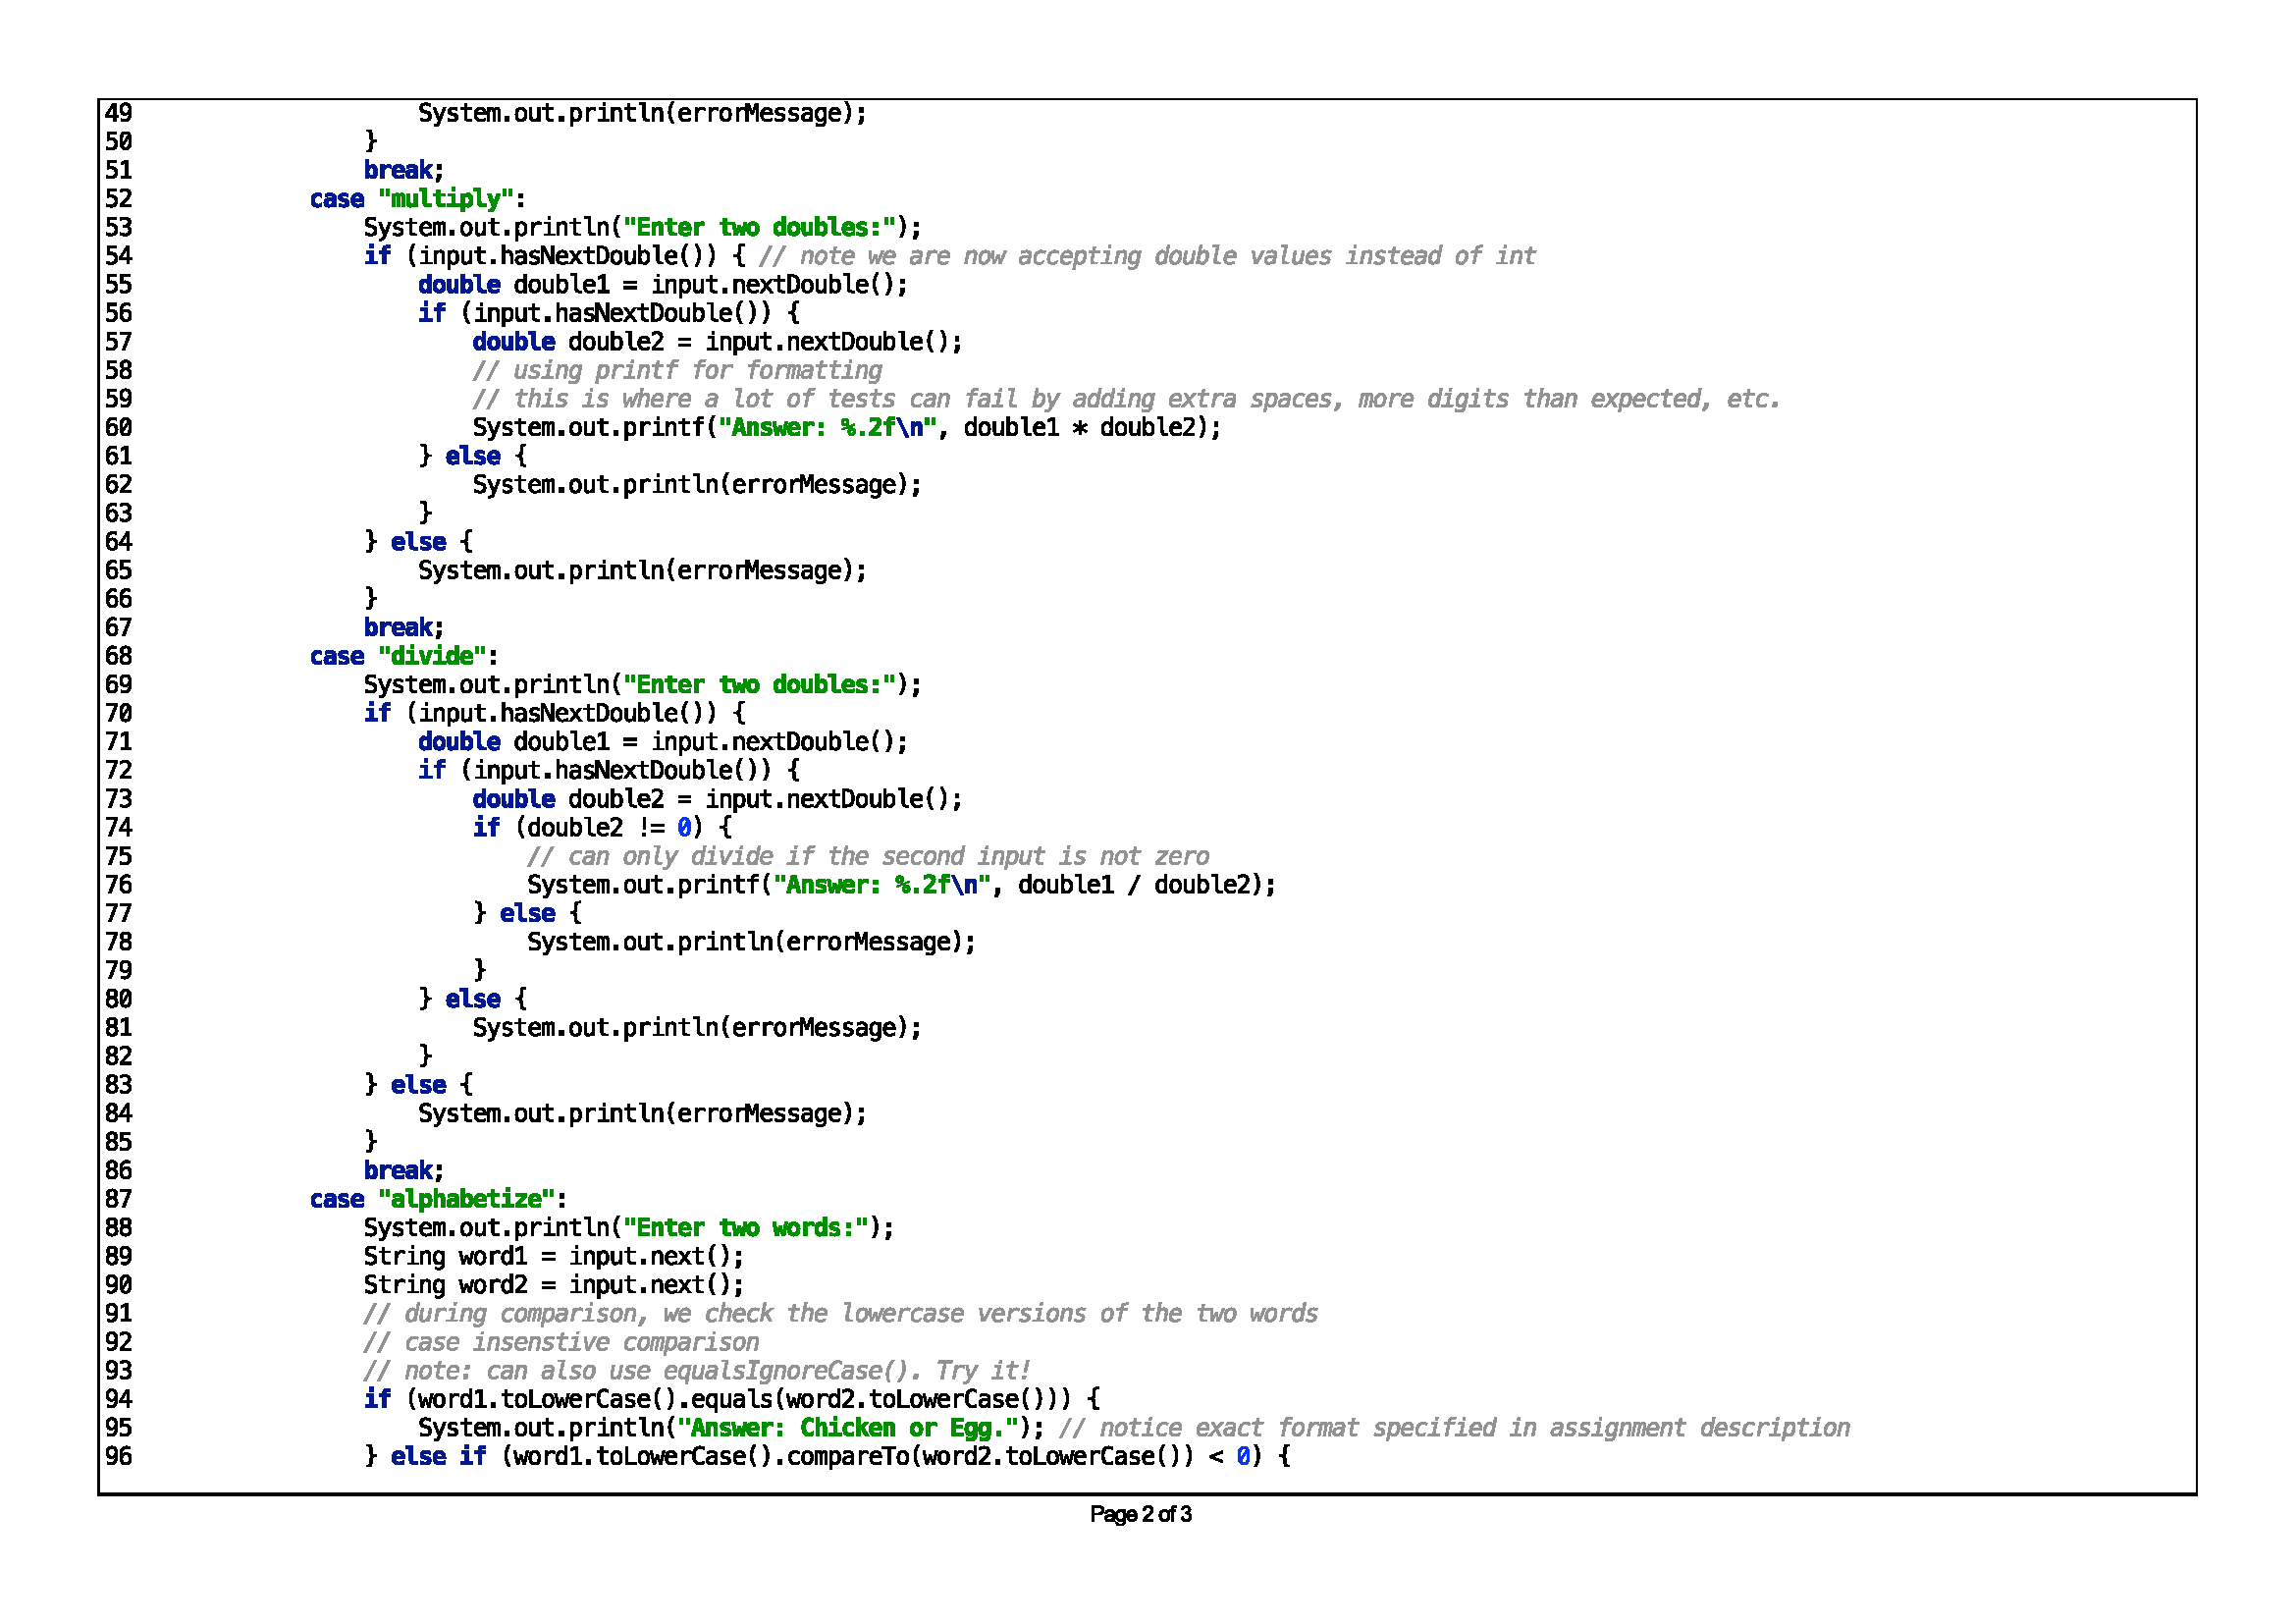 49                     System.out.println(errorMessage);
50                 }
51                 break;
52             case "multiply":
53                 System.out.println("Enter two doubles:");
54                 if (input.hasNextDouble()) { // note we are now accepting double values instead of int
55                     double double1 = input.nextDouble();
56                     if (input.hasNextDouble()) {
57                         double double2 = input.nextDouble();
58                         // using printf for formatting
59                         // this is where a lot of tests can fail by adding extra spaces, more digits than expected, etc.
60                         System.out.printf("Answer: %.2f\n", double1 * double2);
61                     } else {
62                         System.out.println(errorMessage);
63                     }
64                 } else {
65                     System.out.println(errorMessage);
66                 }
67                 break;
68             case "divide":
69                 System.out.println("Enter two doubles:");
70                 if (input.hasNextDouble()) {
71                     double double1 = input.nextDouble();
72                     if (input.hasNextDouble()) {
73                         double double2 = input.nextDouble();
74                         if (double2 != 0) {
75                             // can only divide if the second input is not zero
76                             System.out.printf("Answer: %.2f\n", double1 / double2);
77                         } else {
78                             System.out.println(errorMessage);
79                         }
80                     } else {
81                         System.out.println(errorMessage);
82                     }
83                 } else {
84                     System.out.println(errorMessage);
85                 }
86                 break;
87             case "alphabetize":
88                 System.out.println("Enter two words:");
89                 String word1 = input.next();
90                 String word2 = input.next();
91                 // during comparison, we check the lowercase versions of the two words
92                 // case insenstive comparison
93                 // note: can also use equalsIgnoreCase(). Try it!
94                 if (word1.toLowerCase().equals(word2.toLowerCase())) {
95                     System.out.println("Answer: Chicken or Egg."); // notice exact format specified in assignment description
96                 } else if (word1.toLowerCase().compareTo(word2.toLowerCase()) < 0) {
Page 2 of 3